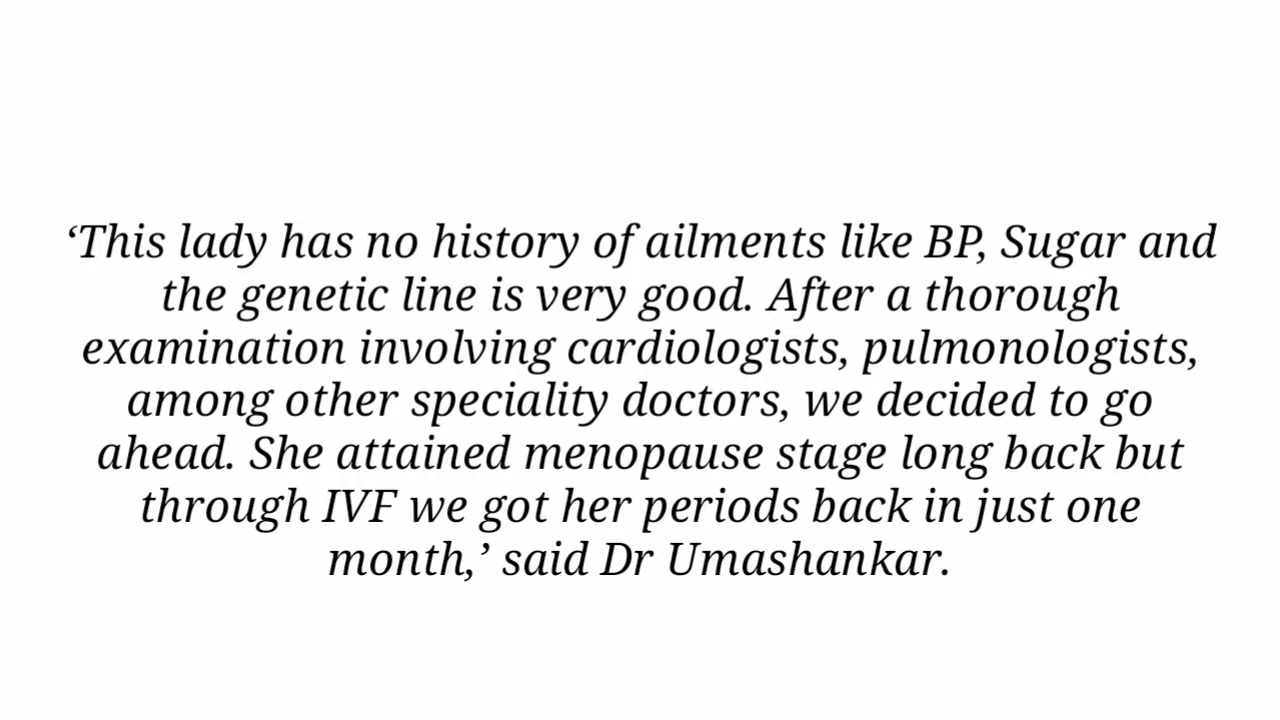 ‘This lady has no history of ailments like BP, Sugar and
the genetic line is very good. After a thorough
examination involving cardiologists, pulmonologists,
among other speciality doctors, we decided to go
ahead. She attained menopause stage long back but
through IVF we got her periods back in just one
month,’ said Dr Umashankar.